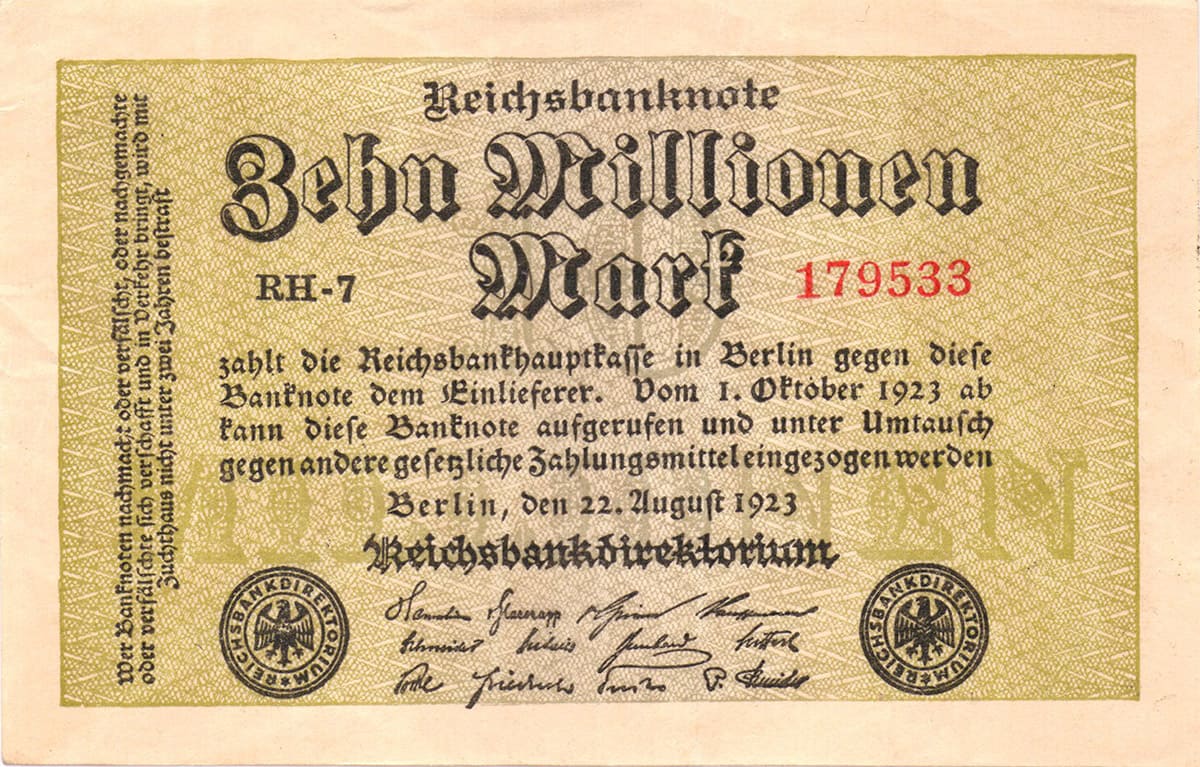 Reichsbanknote
Zehn Millionen
Mark
RH-7
179533
zahlt die Reichsbankhauptkasse in Berlin gegen diese
Banknote dem Einlieferer. Vom 1. Oktober 1923 ab
kann diese Banknote aufgerufen und unter Umtausch
gegen andere gesetzliche Zahlungsmittel eingezogen werden
Berlin, den 22. August 1923
Reichsbankdirektorium
REICHSBANKDIREKTORIUM
REICHSBANKDIREKTORIUM
Wer Banknoten nachmacht oder verfälscht, oder nachgemachte
oder verfälschte sich verschafft und in Verkehr bringt, wird mit
Zuchthaus nicht unter zwei Jahren bestraft